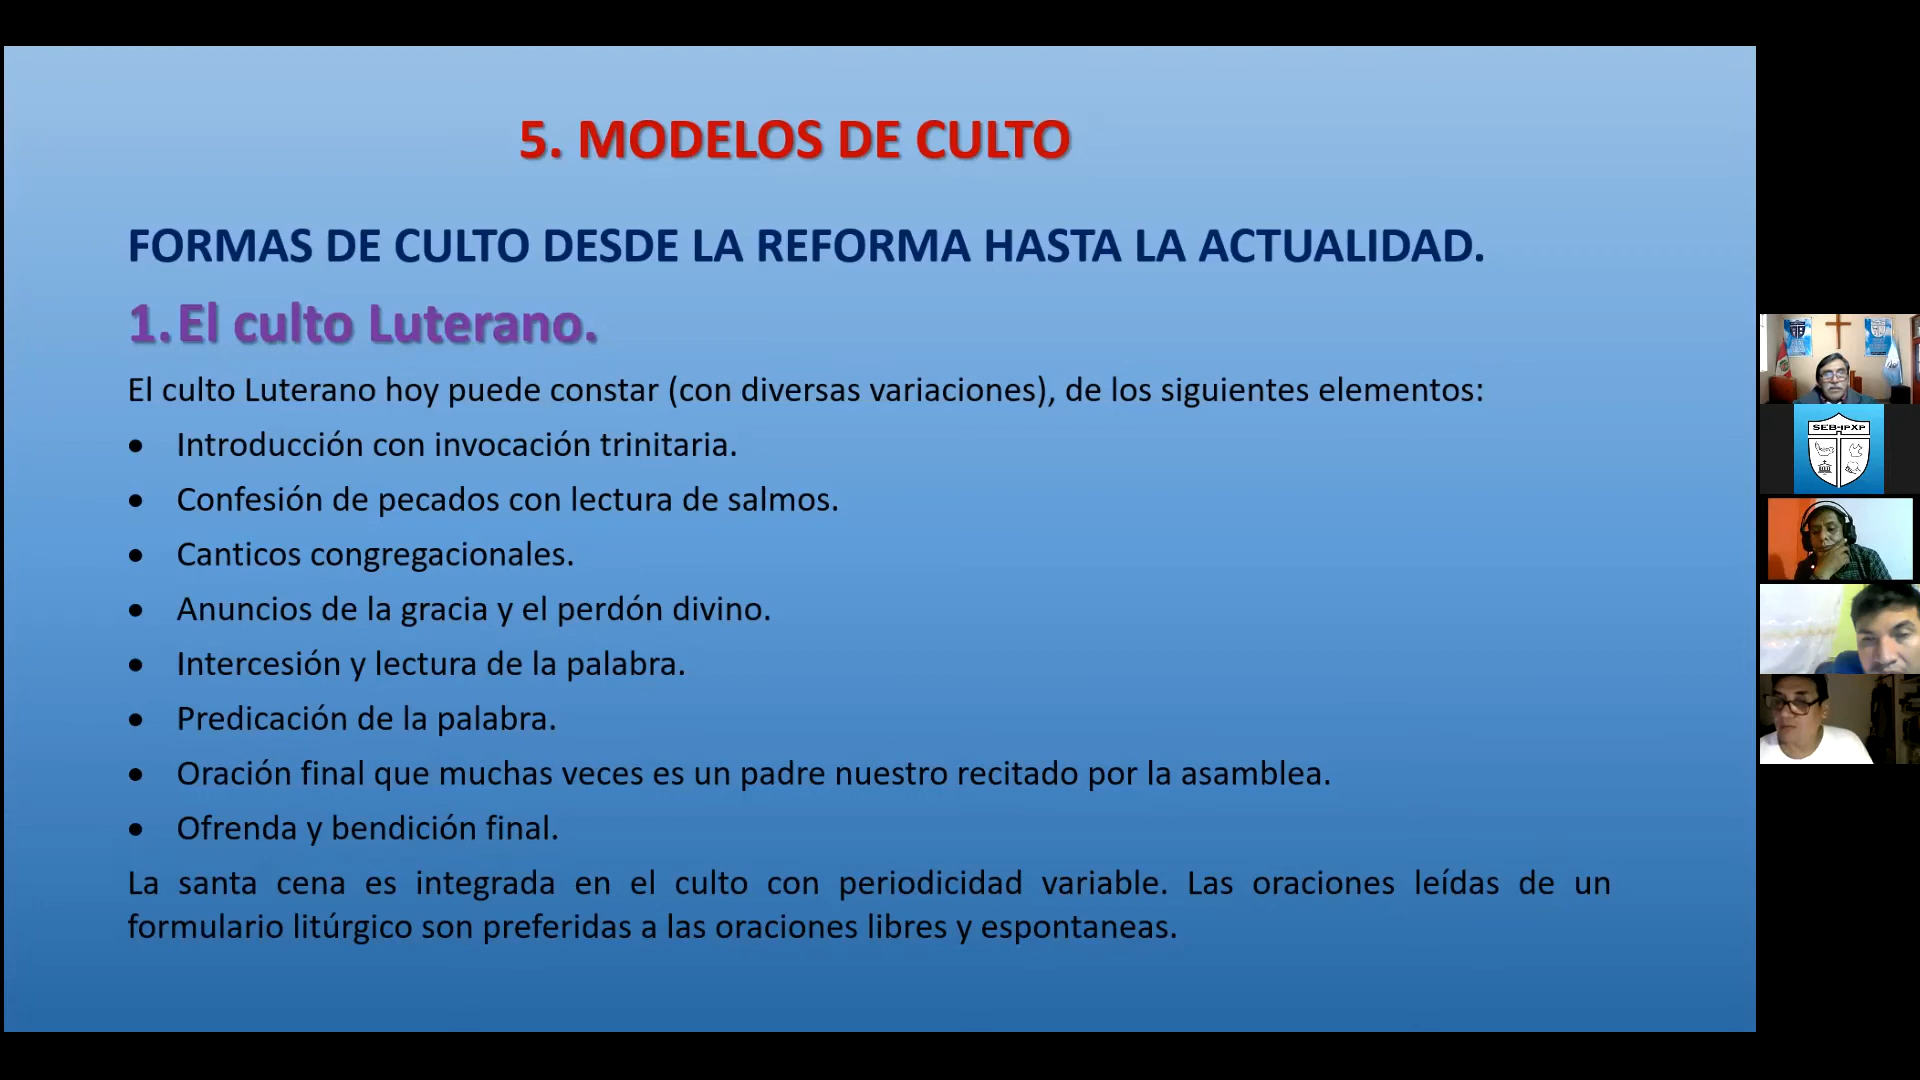 5. MODELOS DE CULTO
FORMAS DE CULTO DESDE LA REFORMA HASTA LA ACTUALIDAD.
1. El culto Luterano.
El culto Luterano hoy puede constar (con diversas variaciones), de los siguientes elementos:
• Introducción con invocación trinitaria.
• Confesión de pecados con lectura de salmos.
• Canticos congregacionales.
• Anuncios de la gracia y el perdón divino.
• Intercesión y lectura de la palabra.
• Predicación de la palabra.
• Oración final que muchas veces es un padre nuestro recitado por la asamblea.
• Ofrenda y bendición final.
La santa cena es integrada en el culto con periodicidad variable. Las oraciones leídas de un
formulario litúrgico son preferidas a las oraciones libres y espontaneas.
SEB-IPXP